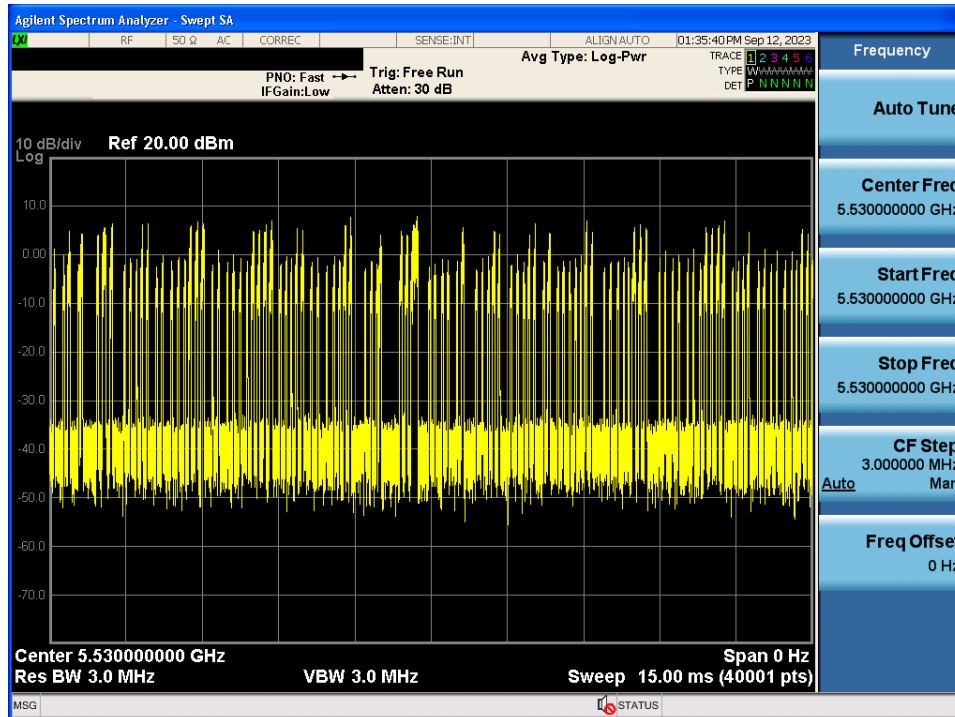 Agilent Spectrum Analyzer - Swept SA
LXI RF 50 Ω AC CORREC SENSE:INT ALIGN AUTO 01:35:40 PM Sep 12, 2023
Frequency
PNO: Fast Trig: Free Run Avg Type: Log-Pwr TRACE 1 2 3 4 5 6
IFGain:Low Atten: 30 dB TYPE W
DET P N N N N N
Auto Tune
10 dB/div Ref 20.00 dBm
Log
Center Freq
5.530000000 GHz
10.0
0.00
Start Freq
5.530000000 GHz
-10.0
-20.0
Stop Freq
5.530000000 GHz
-30.0
-40.0
CF Step
3.000000 MHz
Auto Man
-50.0
Freq Offset
0 Hz
-60.0
-70.0
Center 5.530000000 GHz Span 0 Hz
Res BW 3.0 MHz VBW 3.0 MHz Sweep 15.00 ms (40001 pts)
MSG STATUS